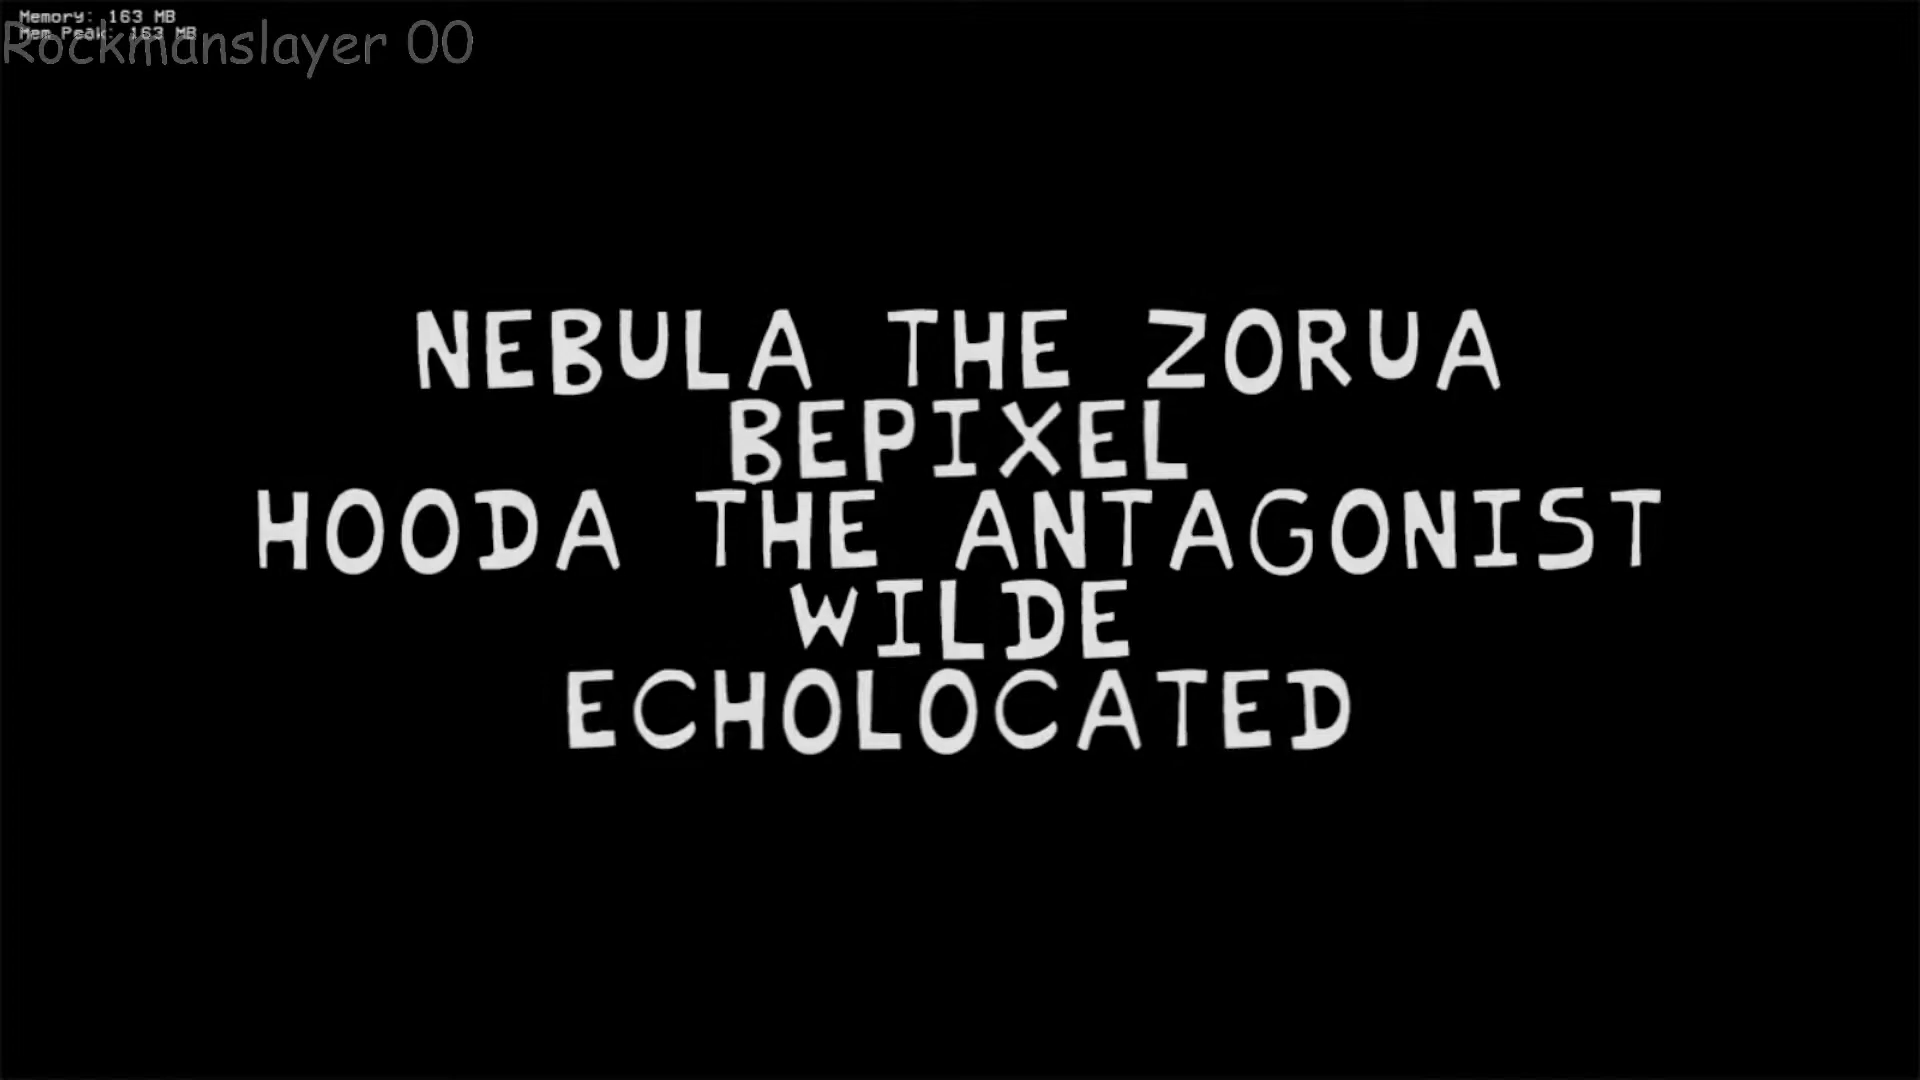 Memory: 163 MB
Mem Peak: 163 MB
Rockmanslayer 00
NEBULA THE ZORUA
BEPIXEL
HOODA THE ANTAGONIST
WILDE
ECHOLOCATED